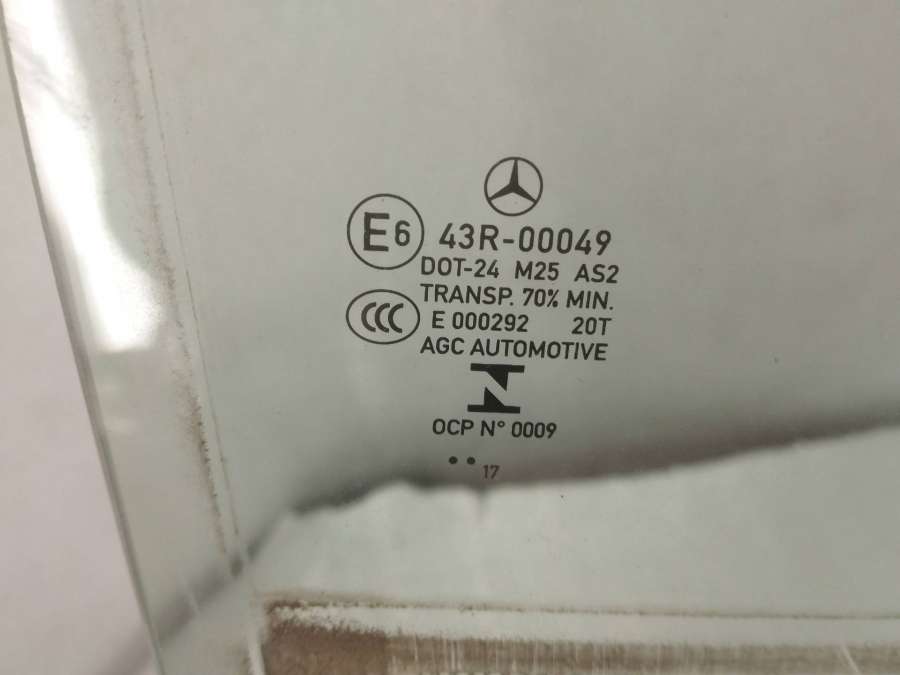 E6 43R-00049
DOT-24 M25 AS2
TRANSP. 70% MIN.
CCC E 000292 20T
AGC AUTOMOTIVE
OCP N° 0009
•• 17